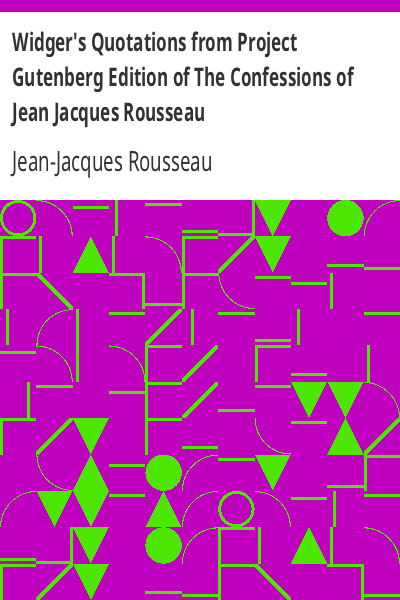 Widger's Quotations from Project
Gutenberg Edition of The Confessions of
Jean Jacques Rousseau
Jean-Jacques Rousseau